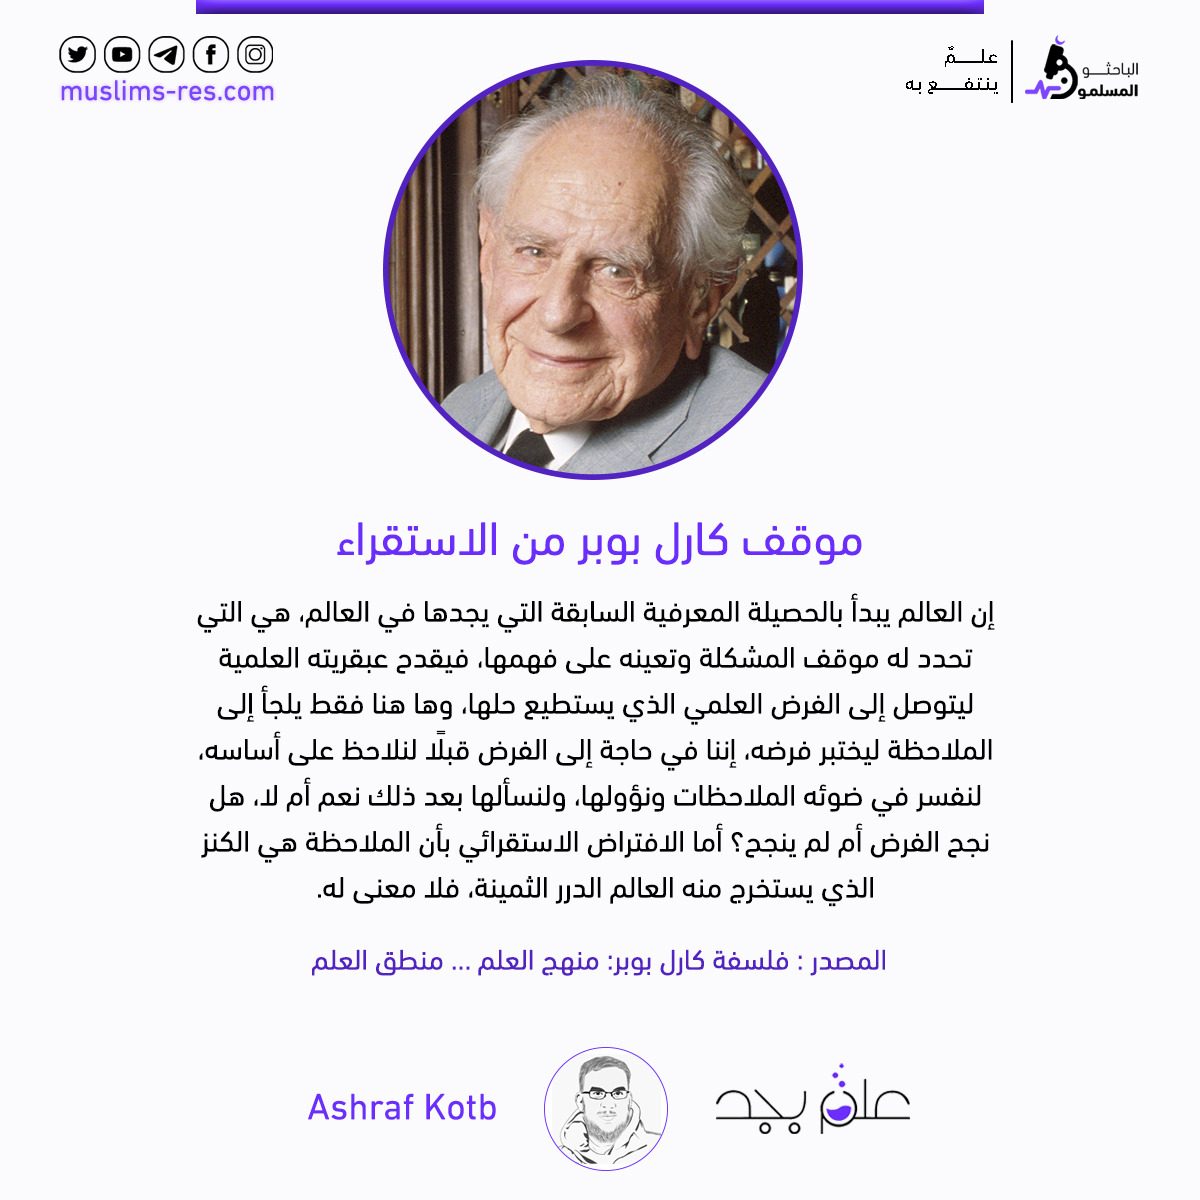 muslims-res.com
علــــمٌ
ينتفــــع به
الباحثــو
المسلمون
موقف كارل بوبر من الاستقراء
إن العالم يبدأ بالحصيلة المعرفية السابقة التي يجدها في العالم، هي التي
تحدد له موقف المشكلة وتعينه على فهمها، فيقدح عبقريته العلمية
ليتوصل إلى الفرض العلمي الذي يستطيع حلها، وها هنا فقط يلجأ إلى
الملاحظة ليختبر فرضه، إننا في حاجة إلى الفرض قبلًا لنلاحظ على أساسه،
لنفسر في ضوئه الملاحظات ونؤولها، ولنسألها بعد ذلك نعم أم لا، هل
نجح الفرض أم لم ينجح؟ أما الافتراض الاستقرائي بأن الملاحظة هي الكنز
الذي يستخرج منه العالم الدرر الثمينة، فلا معنى له.
المصدر : فلسفة كارل بوبر: منهج العلم ... منطق العلم
Ashraf Kotb
علم بجد